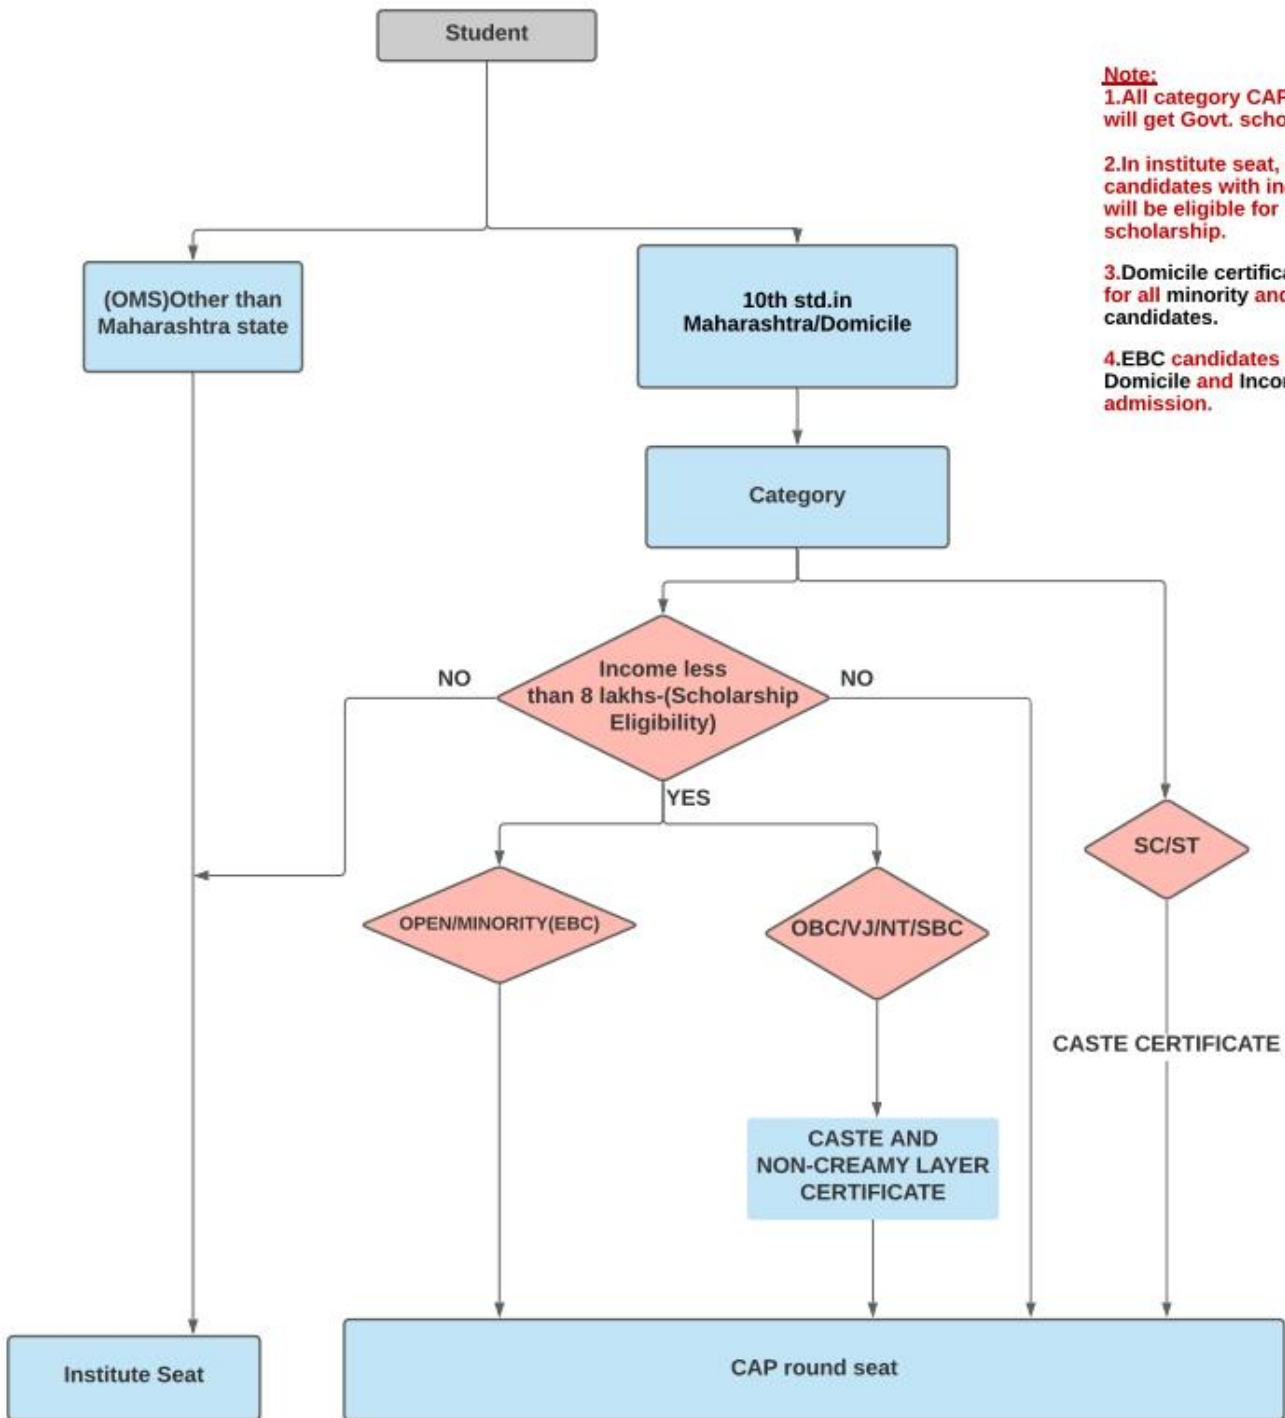 Student
Note:
1.All category CAP
will get Govt. scho
2.In institute seat,
candidates with in
will be eligible for
scholarship.
3.Domicile certifica
for all minority and
candidates.
4.EBC candidates
Domicile and Inco
admission.
(OMS)Other than
Maharashtra state
10th std.in
Maharashtra/Domicile
Category
Income less
than 8 lakhs-(Scholarship
Eligibility)
NO
NO
YES
SC/ST
OPEN/MINORITY(EBC)
OBC/VJ/NT/SBC
CASTE CERTIFICATE
CASTE AND
NON-CREAMY LAYER
CERTIFICATE
Institute Seat
CAP round seat